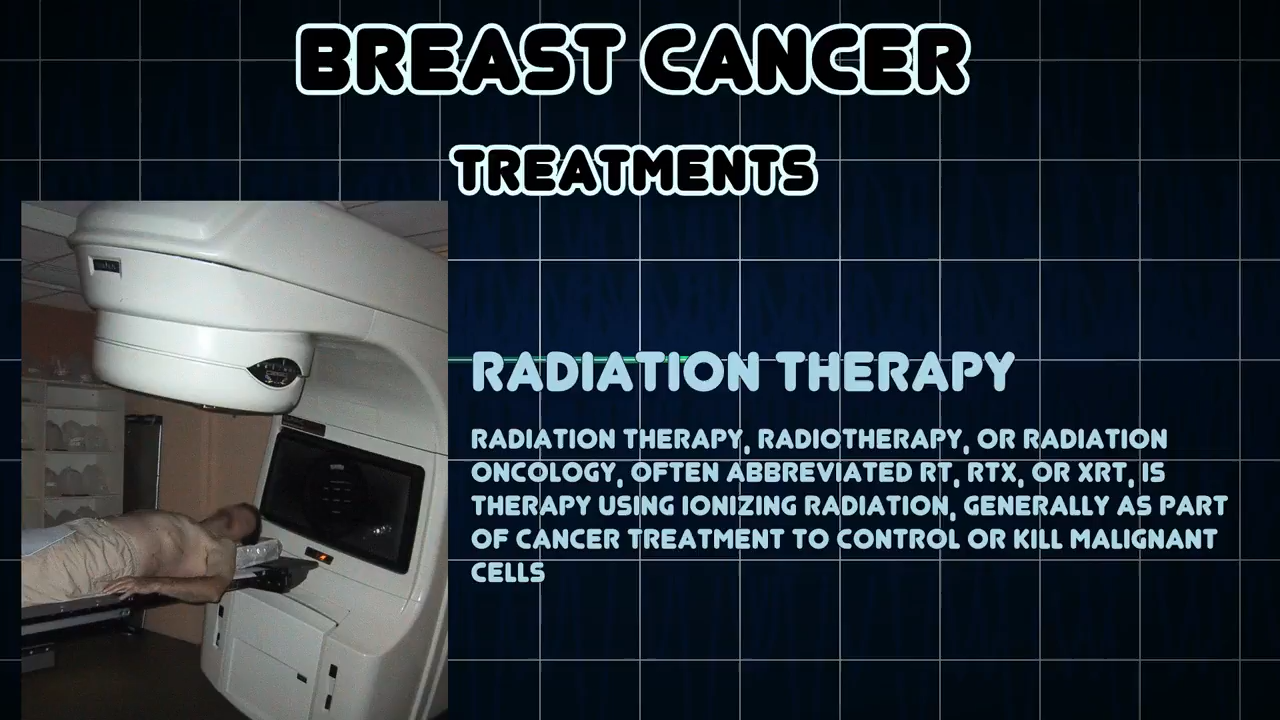 BREAST CANCER
TREATMENTS
RADIATION THERAPY
RADIATION THERAPY, RADIOTHERAPY, OR RADIATION
ONCOLOGY, OFTEN ABBREVIATED RT, RTX, OR XRT, IS
THERAPY USING IONIZING RADIATION, GENERALLY AS PART
OF CANCER TREATMENT TO CONTROL OR KILL MALIGNANT
CELLS